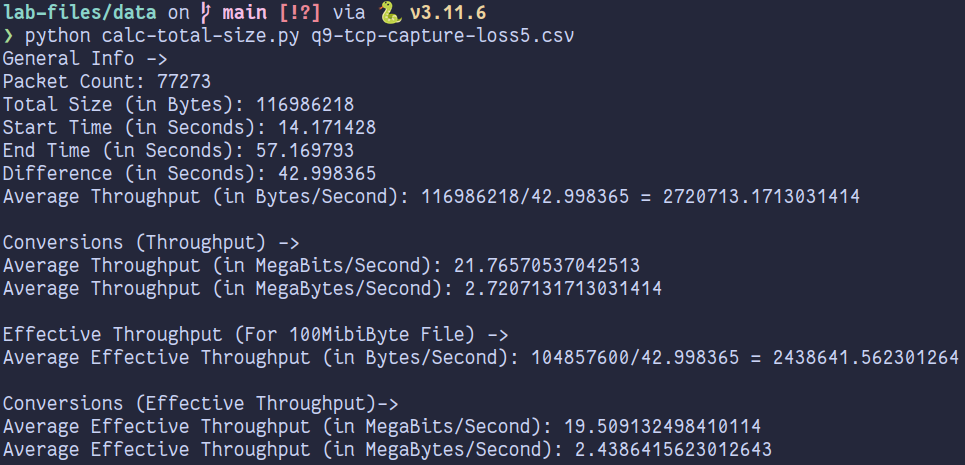 lab-files/data on main [!?] via 🐍 v3.11.6
❯ python calc-total-size.py q9-tcp-capture-loss5.csv
General Info ->
Packet Count: 77273
Total Size (in Bytes): 116986218
Start Time (in Seconds): 14.171428
End Time (in Seconds): 57.169793
Difference (in Seconds): 42.998365
Average Throughput (in Bytes/Second): 116986218/42.998365 = 2720713.1713031414
Conversions (Throughput) ->
Average Throughput (in MegaBits/Second): 21.76570537042513
Average Throughput (in MegaBytes/Second): 2.7207131713031414
Effective Throughput (For 100MibiByte File) ->
Average Effective Throughput (in Bytes/Second): 104857600/42.998365 = 2438641.562301264
Conversions (Effective Throughput)->
Average Effective Throughput (in MegaBits/Second): 19.509132498410114
Average Effective Throughput (in MegaBytes/Second): 2.4386415623012643